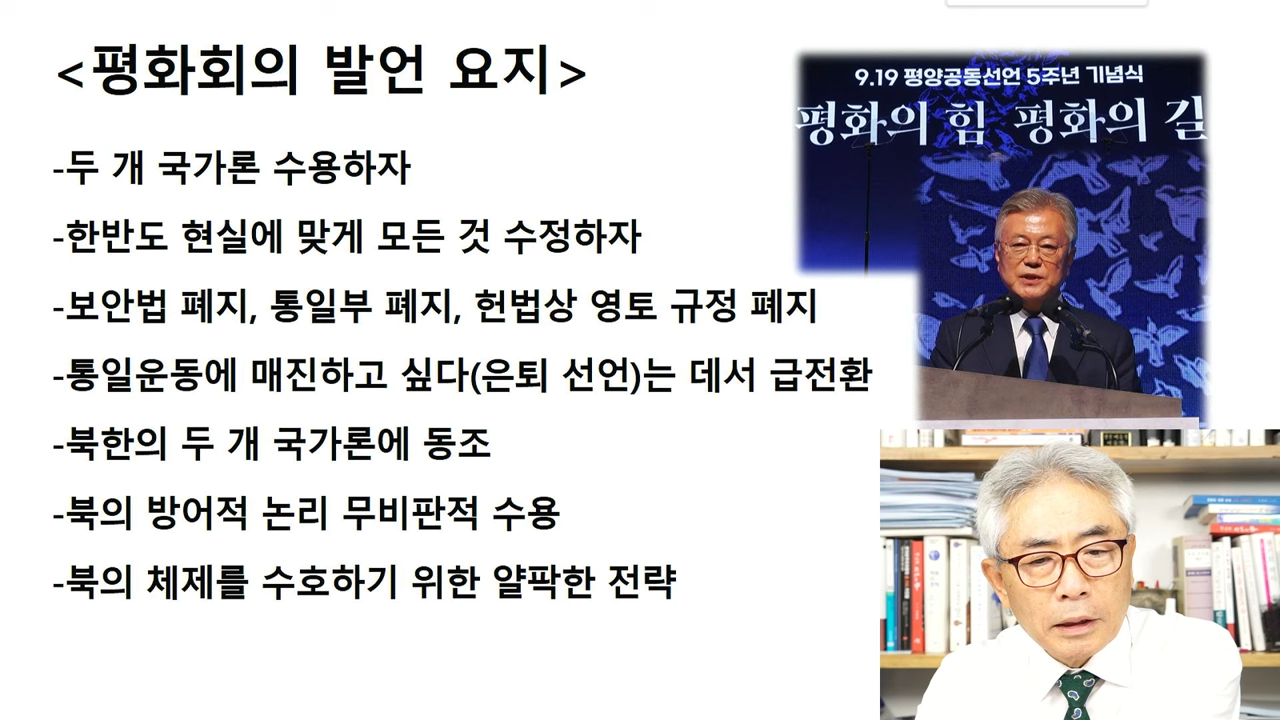 <평화회의 발언 요지>
-두 개 국가론 수용하자
-한반도 현실에 맞게 모든 것 수정하자
-보안법 폐지, 통일부 폐지, 헌법상 영토 규정 폐지
-통일운동에 매진하고 싶다(은퇴 선언)는 데서 급전환
-북한의 두 개 국가론에 동조
-북의 방어적 논리 무비판적 수용
-북의 체제를 수호하기 위한 얄팍한 전략
9.19 평양공동선언 5주년 기념식
평화의 힘 평화의 길